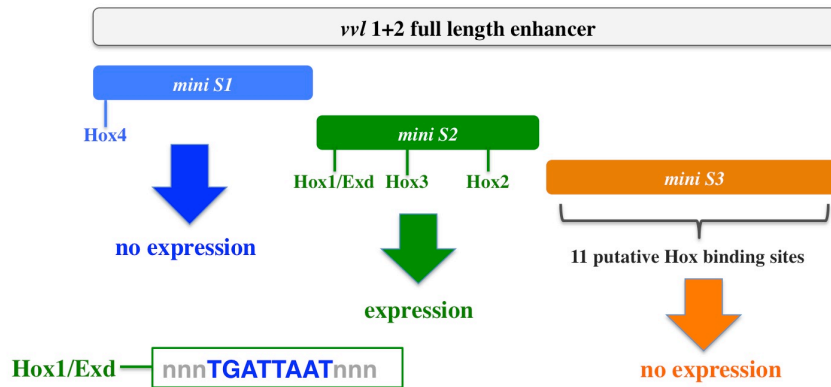 vvl 1+2 full length enhancer
mini S1
Hox4
mini S2
Hox1/Exd Hox3 Hox2
mini S3
no expression
11 putative Hox binding sites
expression
Hox1/Exd nnnTGATTAATnnn
no expression